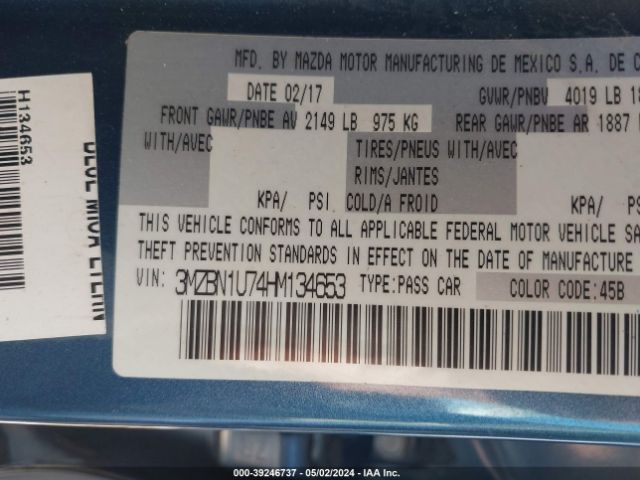 MFD. BY MAZDA MOTOR MANUFACTURING DE MEXICO S.A. DE C
DATE 02/17
GVWR/PNBV 4019 LB 18
FRONT GAWR/PNBE AV 2149 LB 975 KG
REAR GAWR/PNBE AR 1887
WITH/AVEC
TIRES/PNEUS WITH/AVEC
RIMS/JANTES
KPA/ PSI COLD/A FROID
KPA/ PS
THIS VEHICLE CONFORMS TO ALL APPLICABLE FEDERAL MOTOR VEHICLE SA
THEFT PREVENTION STANDARDS IN EFFECT ON THE DATE OF MANUFACTURE
VIN: 3MZBN1U74HM134653 TYPE:PASS CAR COLOR CODE:45B
H134653
000-39246737 - 05/02/2024 - IAA Inc.